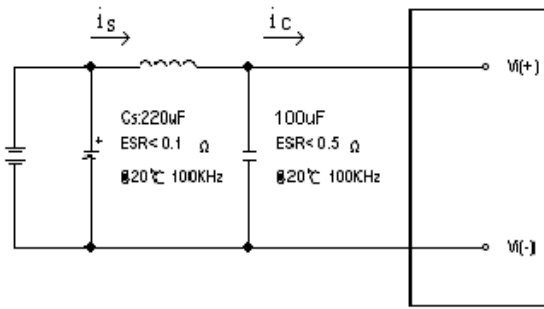 is
ic
Cs:220uF
ESR<0.1 Ω
@20℃ 100KHz
100uF
ESR<0.5 Ω
@20℃ 100KHz
+
Vi(+)
Vi(-)